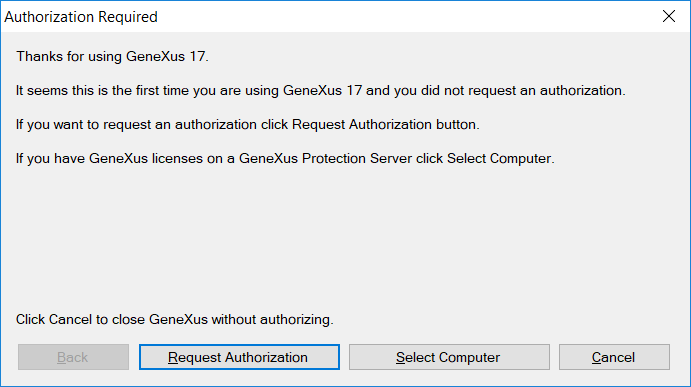 Authorization Required
Thanks for using GeneXus 17.
It seems this is the first time you are using GeneXus 17 and you did not request an authorization.
If you want to request an authorization click Request Authorization button.
If you have GeneXus licenses on a GeneXus Protection Server click Select Computer.
Click Cancel to close GeneXus without authorizing.
Back Request Authorization Select Computer Cancel